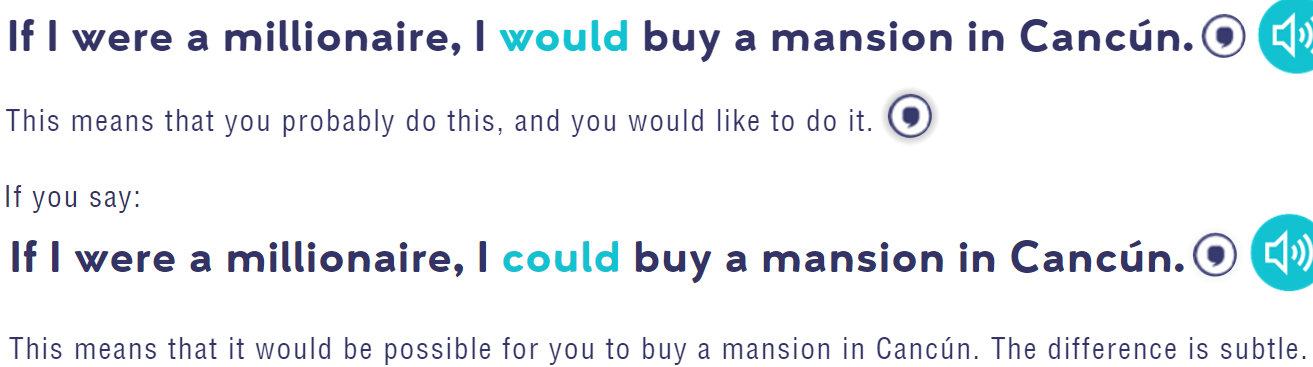 If I were a millionaire, I would buy a mansion in Cancún.
This means that you probably do this, and you would like to do it.
If you say:
If I were a millionaire, I could buy a mansion in Cancún.
This means that it would be possible for you to buy a mansion in Cancún. The difference is subtle.